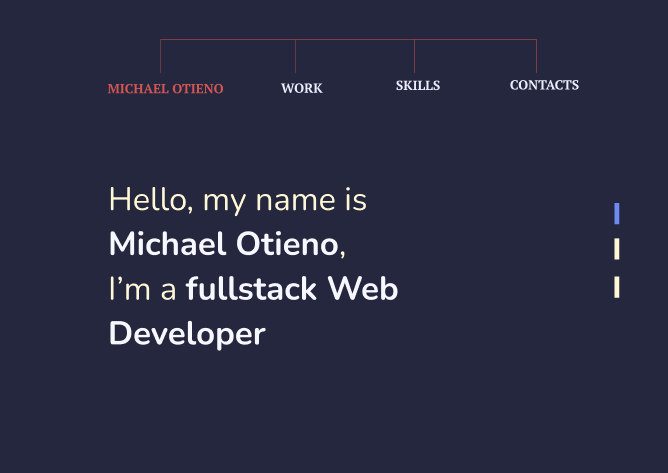 MICHAEL OTIENO WORK SKILLS CONTACTS
Hello, my name is
Michael Otieno,
I’m a fullstack Web
Developer